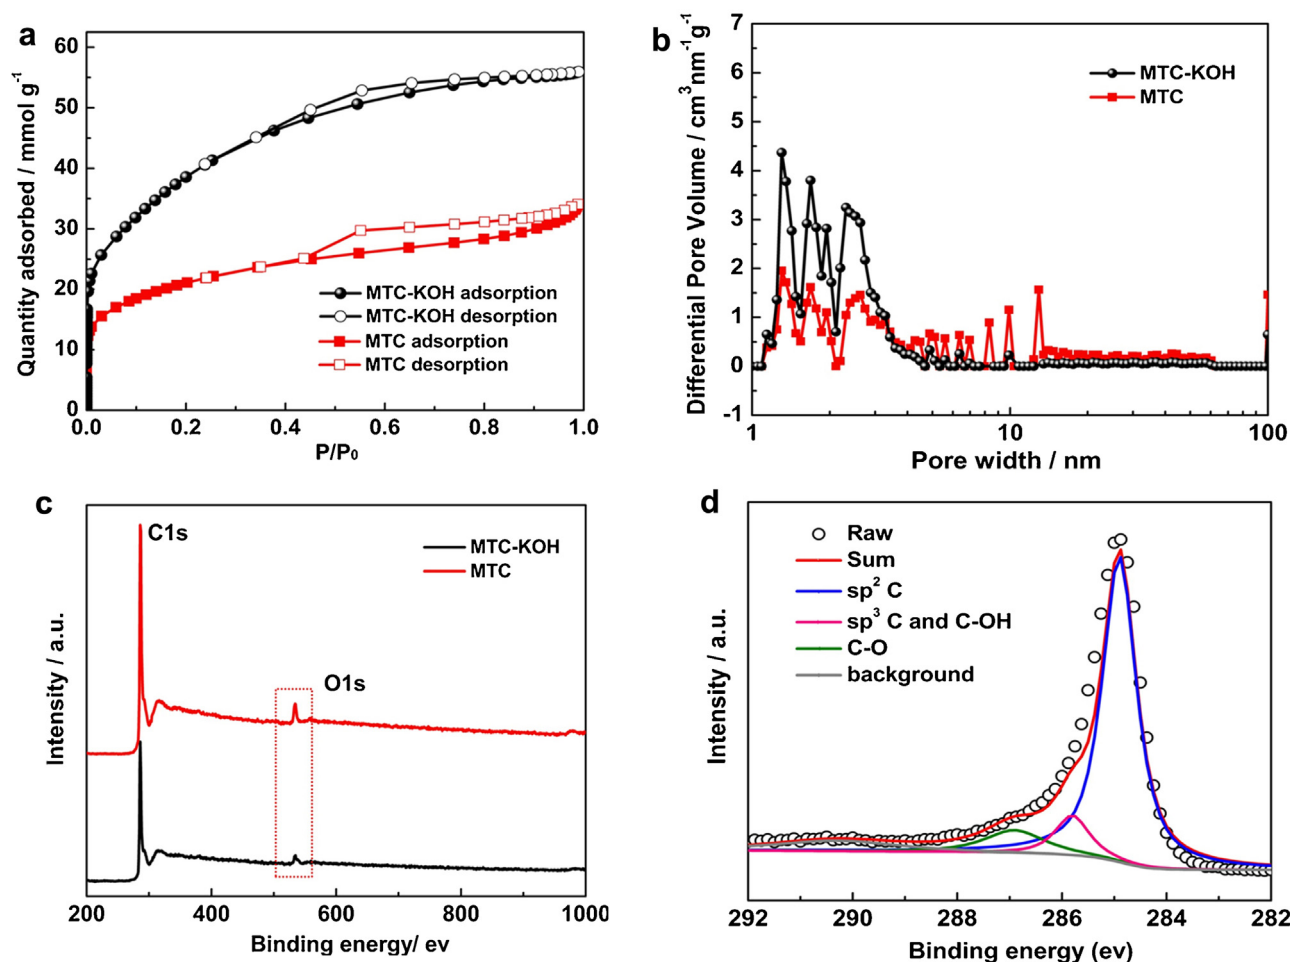 a
60
50
40
30
20
10
0
Quantity adsorbed / mmol g⁻¹
MTC-KOH adsorption
MTC-KOH desorption
MTC adsorption
MTC desorption
0.0 0.2 0.4 0.6 0.8 1.0
P/P₀
b
7
6
5
4
3
2
1
0
-1
Differential Pore Volume / cm³nm⁻¹g⁻¹
MTC-KOH
MTC
1 10 100
Pore width / nm
c
C1s
MTC-KOH
MTC
O1s
Intensity / a.u.
200 400 600 800 1000
Binding energy/ ev
d
Raw
Sum
sp² C
sp³ C and C-OH
C-O
background
Intensity / a.u.
292 290 288 286 284 282
Binding energy (ev)